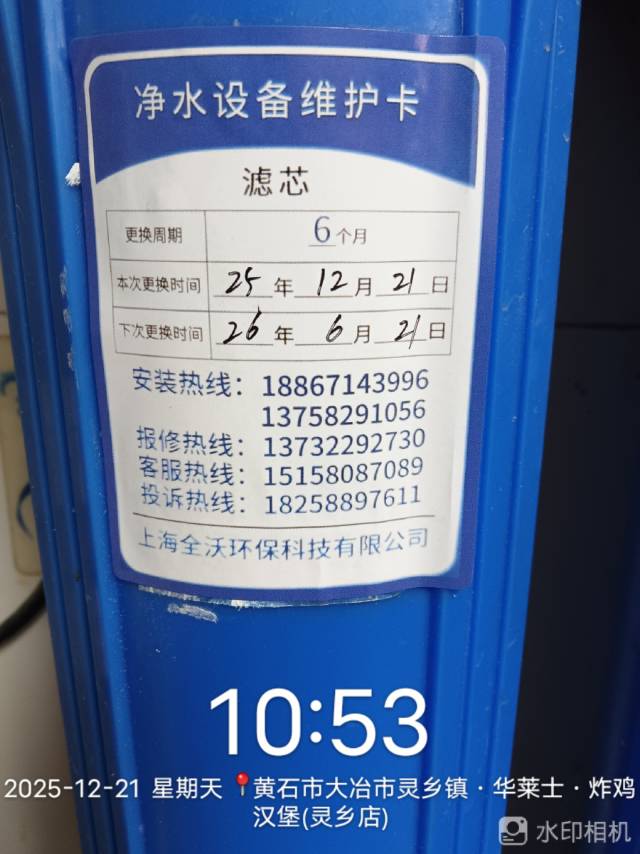 净水设备维护卡
滤芯
更换周期 6个月
本次更换时间 25年 12月 21日
下次更换时间 26年 6月 21日
安装热线：18867143996
13758291056
报修热线：13732292730
客服热线：15158087089
投诉热线：18258897611
上海全沃环保科技有限公司
10:53
2025-12-21 星期天 📍黄石市大冶市灵乡镇·华莱士·炸鸡
汉堡(灵乡店)
水印相机